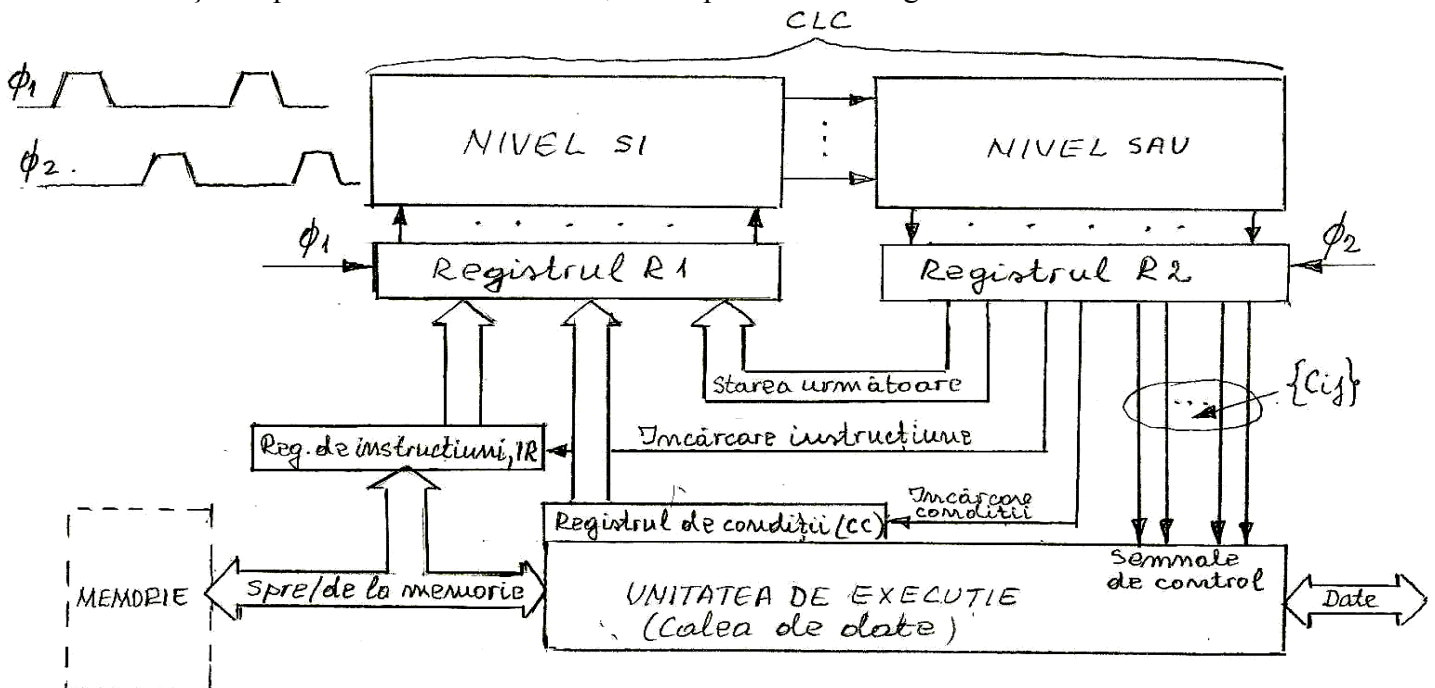 CLC
ϕ1
NIVEL SI
NIVEL SAU
ϕ2.
ϕ1
Registrul R1
Registrul R2
ϕ2
Starea următoare
...
{Cij}
Reg. de instrucțiuni, IR
Încărcare instrucțiune
Registrul de condiții (CC)
Încărcare
condiții
Semnale
de control
MEMORIE
Spre/de la memorie
UNITATEA DE EXECUȚIE
(Calea de date)
Date